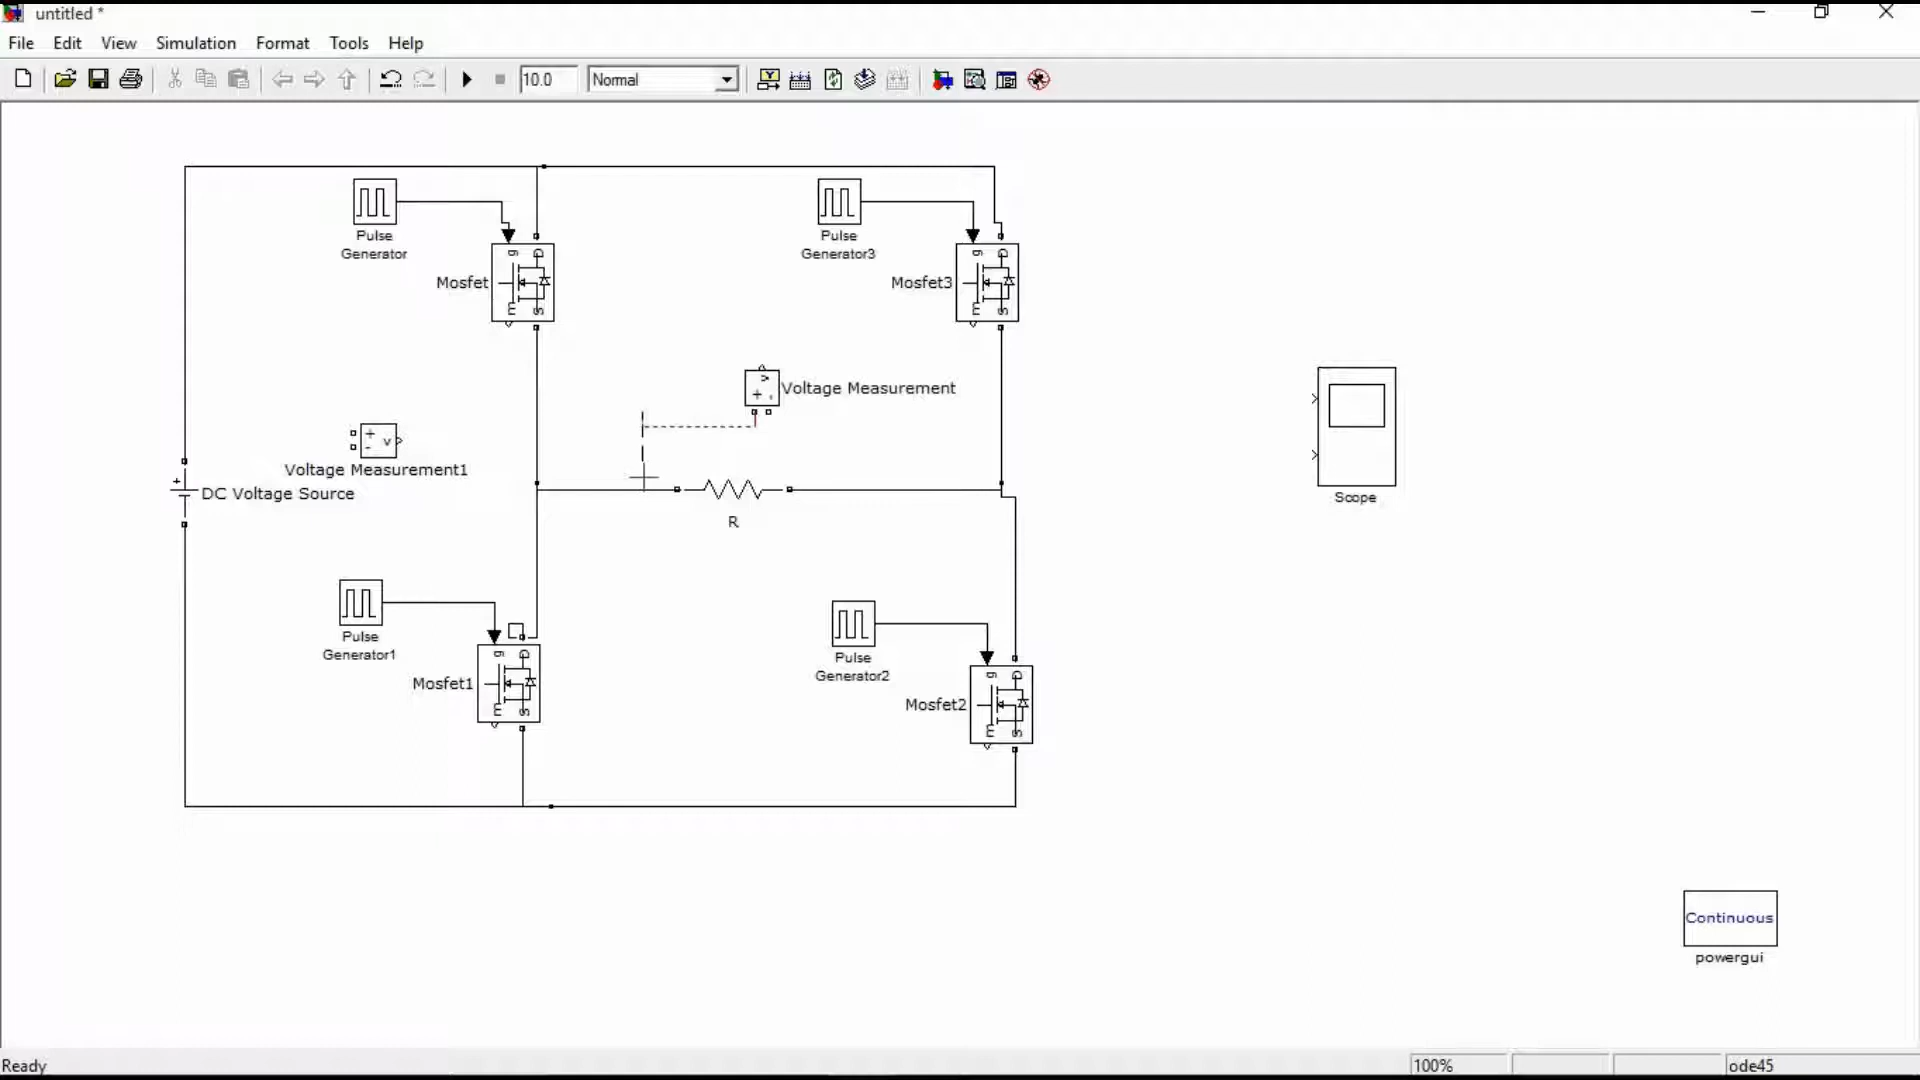 untitled *
File Edit View Simulation Format Tools Help
10.0 Normal
Pulse
Generator
Pulse
Generator3
g D
Mosfet
m S
g D
Mosfet3
m S
v
+ -
Voltage Measurement
+
-
v
Voltage Measurement1
+
DC Voltage Source
R
Scope
Pulse
Generator1
Pulse
Generator2
g D
Mosfet1
m S
g D
Mosfet2
m S
Continuous
powergui
Ready 100% ode45